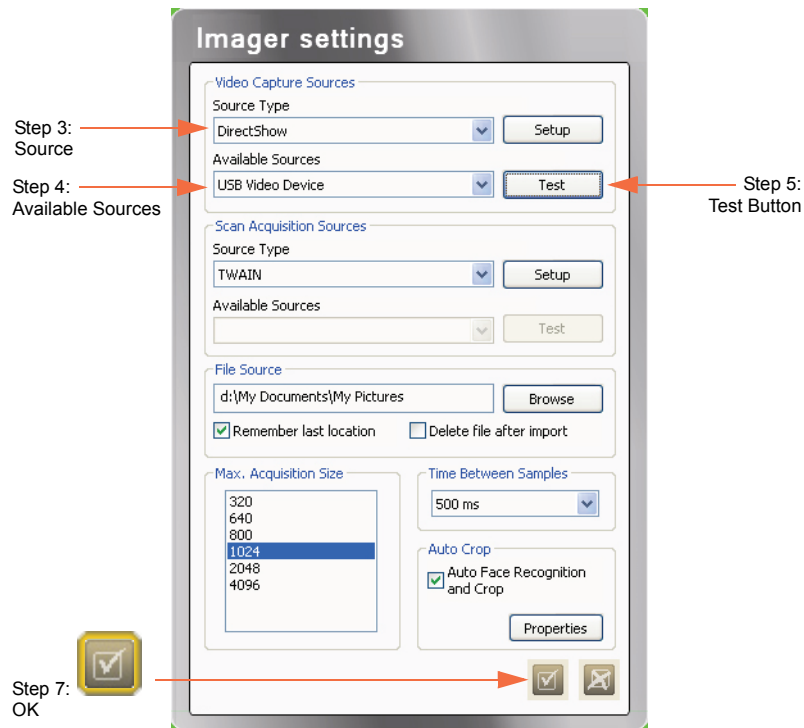 Imager settings
Video Capture Sources
Source Type
Step 3:
Source
DirectShow
Setup
Available Sources
Step 4:
Available Sources
USB Video Device
Test
Step 5:
Test Button
Scan Acquisition Sources
Source Type
TWAIN
Setup
Available Sources
Test
File Source
d:\My Documents\My Pictures
Browse
Remember last location
Delete file after import
Max. Acquisition Size
320
640
800
1024
2048
4096
Time Between Samples
500 ms
Auto Crop
Auto Face Recognition
and Crop
Properties
Step 7:
OK